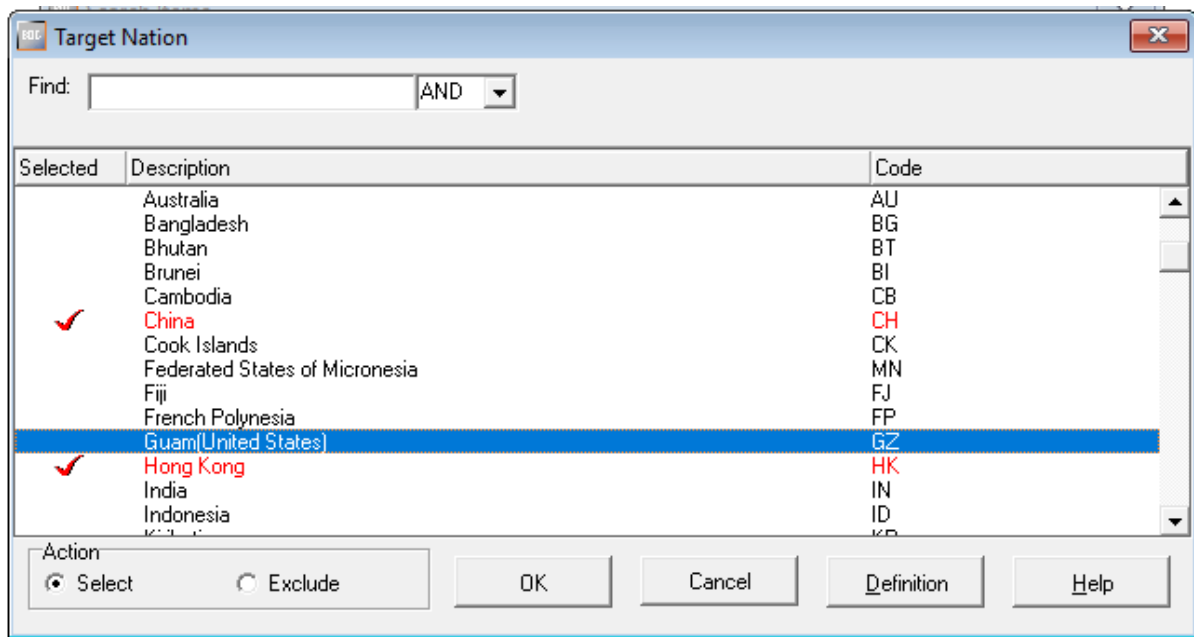 Target Nation
Find: AND
Selected Description Code
Australia AU
Bangladesh BG
Bhutan BT
Brunei BI
Cambodia CB
China CH
Cook Islands CK
Federated States of Micronesia MN
Fiji FJ
French Polynesia FP
Guam(United States) GZ
Hong Kong HK
India IN
Indonesia ID
Action
Select Exclude OK Cancel Definition Help